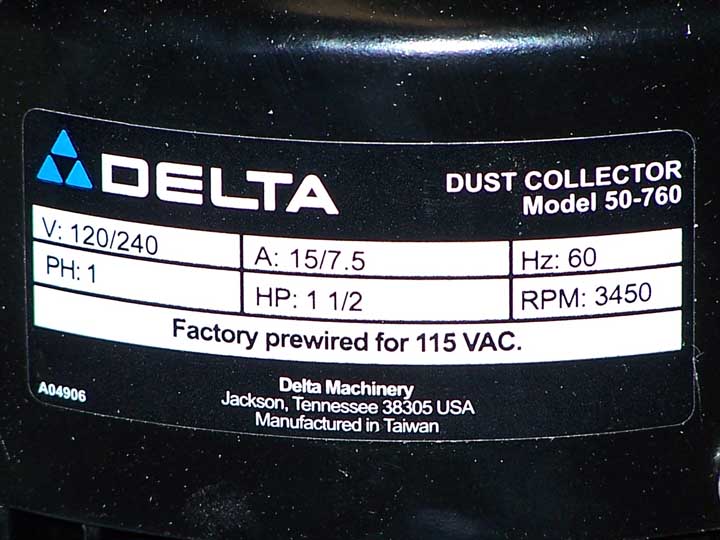 DELTA
DUST COLLECTOR
Model 50-760
V: 120/240
A: 15/7.5
Hz: 60
PH: 1
HP: 1 1/2
RPM: 3450
Factory prewired for 115 VAC.
A04906
Delta Machinery
Jackson, Tennessee 38305 USA
Manufactured in Taiwan